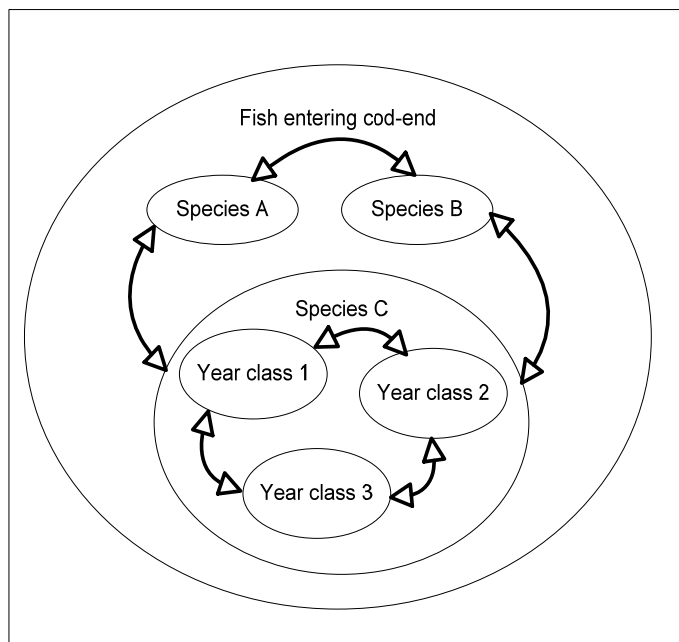 Fish entering cod-end
Species A
Species B
Species C
Year class 1
Year class 2
Year class 3